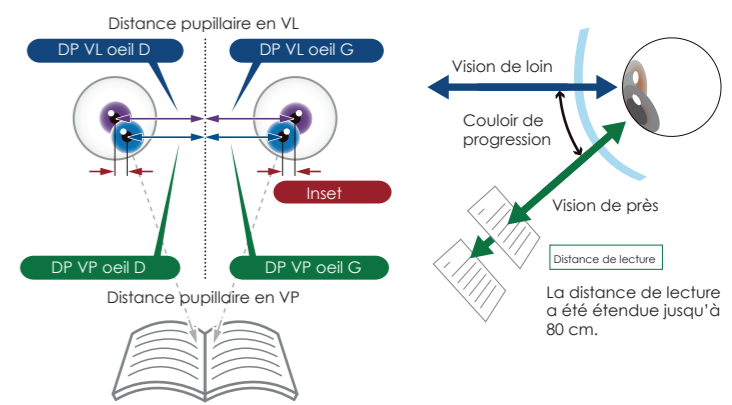 Distance pupillaire en VL
DP VL oeil D
DP VL oeil G
Inset
DP VP oeil D
DP VP oeil G
Distance pupillaire en VP
Vision de loin
Couloir de
progression
Vision de près
Distance de lecture
La distance de lecture
a été étendue jusqu'à
80 cm.